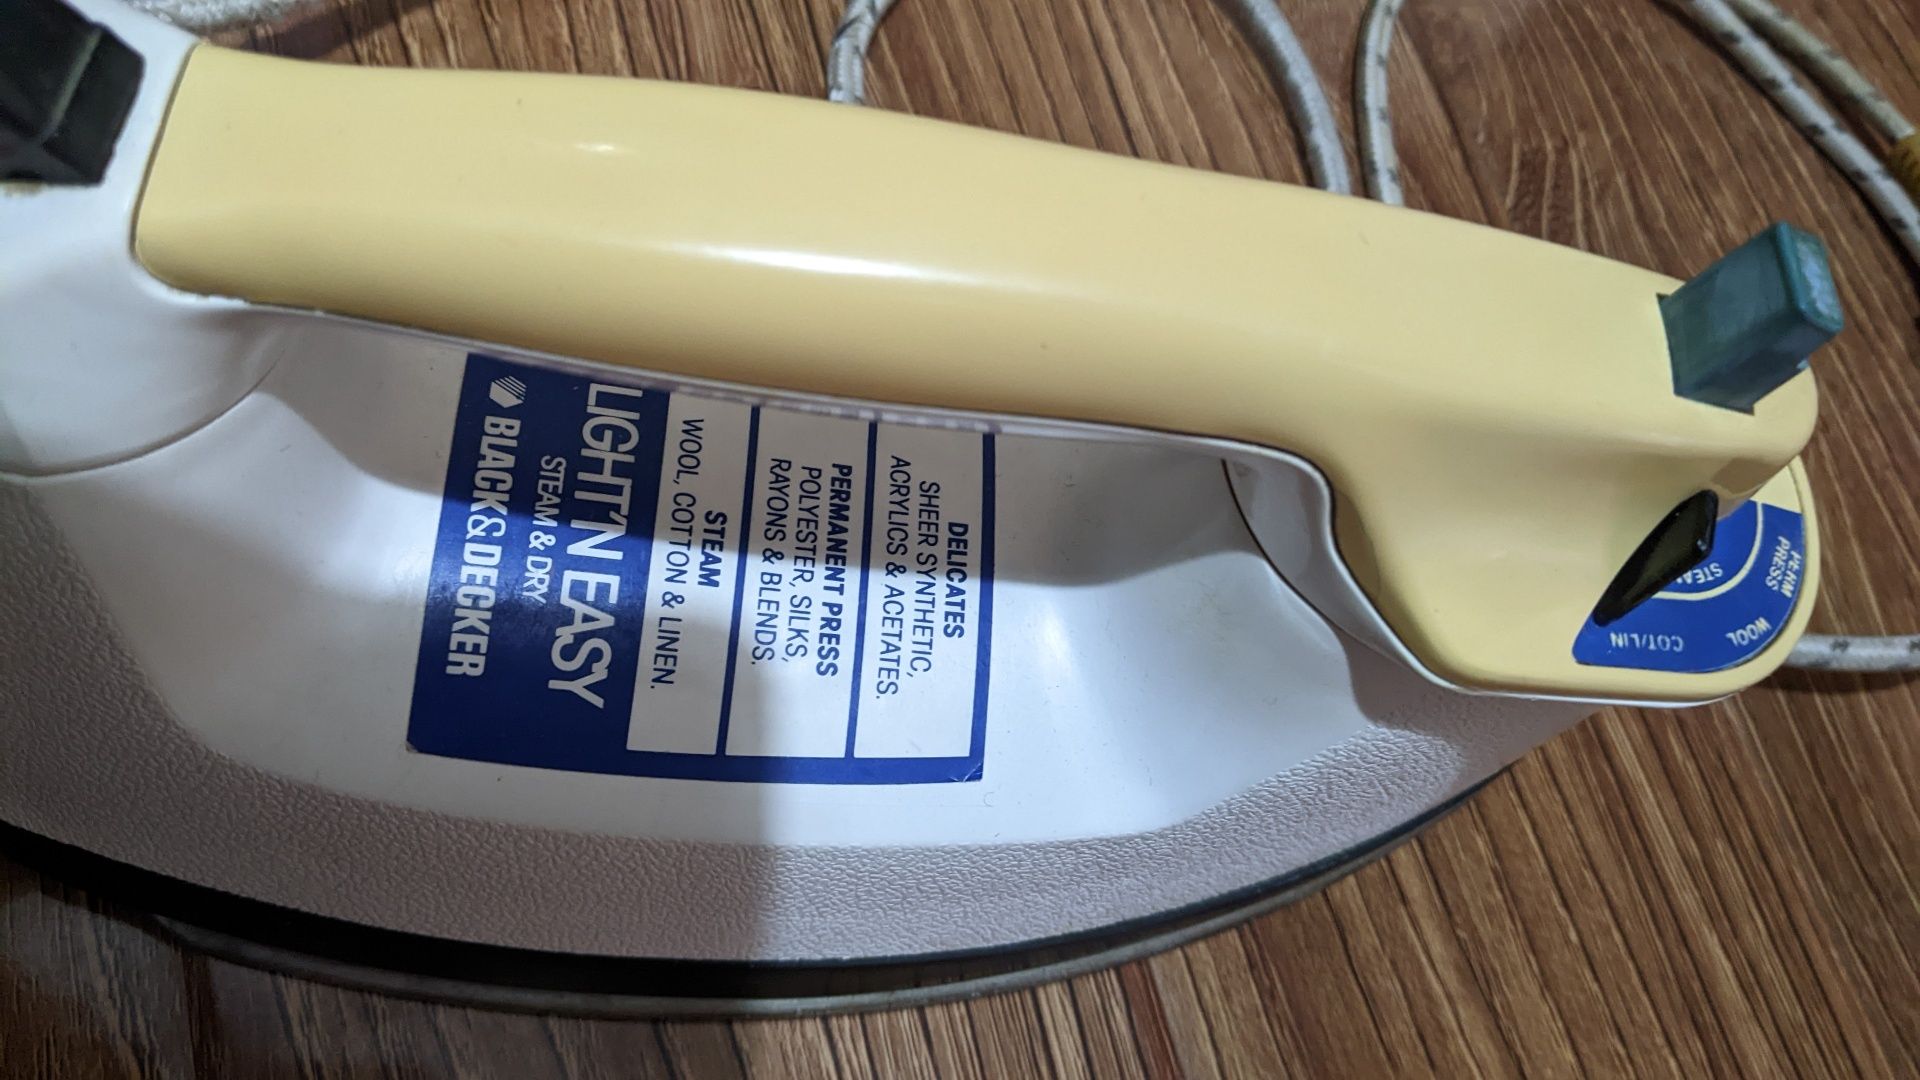 DELICATES
SHEER SYNTHETIC,
ACRYLICS & ACETATES.
PERMANENT PRESS
POLYESTER, SILKS,
RAYONS & BLENDS.
STEAM
WOOL, COTTON & LINEN.
LIGHT'N EASY
STEAM & DRY
BLACK&DECKER
PERM
PRESS
WOOL
COT/LIN